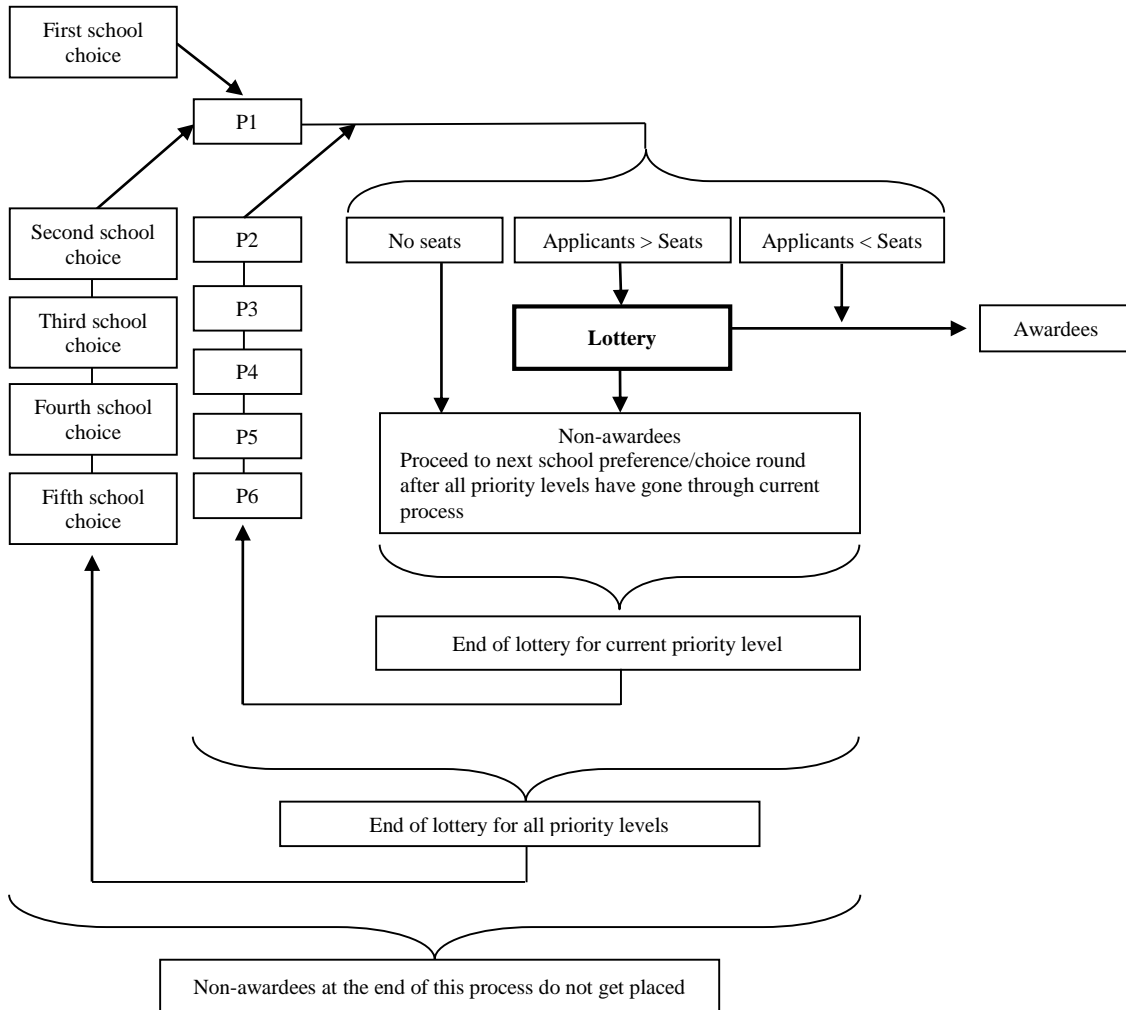 First school
choice
P1
Second school
choice
P2
No seats
Applicants > Seats
Applicants < Seats
Third school
choice
P3
Lottery
Awardees
P4
Fourth school
choice
P5
Non-awardees
Proceed to next school preference/choice round
after all priority levels have gone through current
process
Fifth school
choice
P6
End of lottery for current priority level
End of lottery for all priority levels
Non-awardees at the end of this process do not get placed